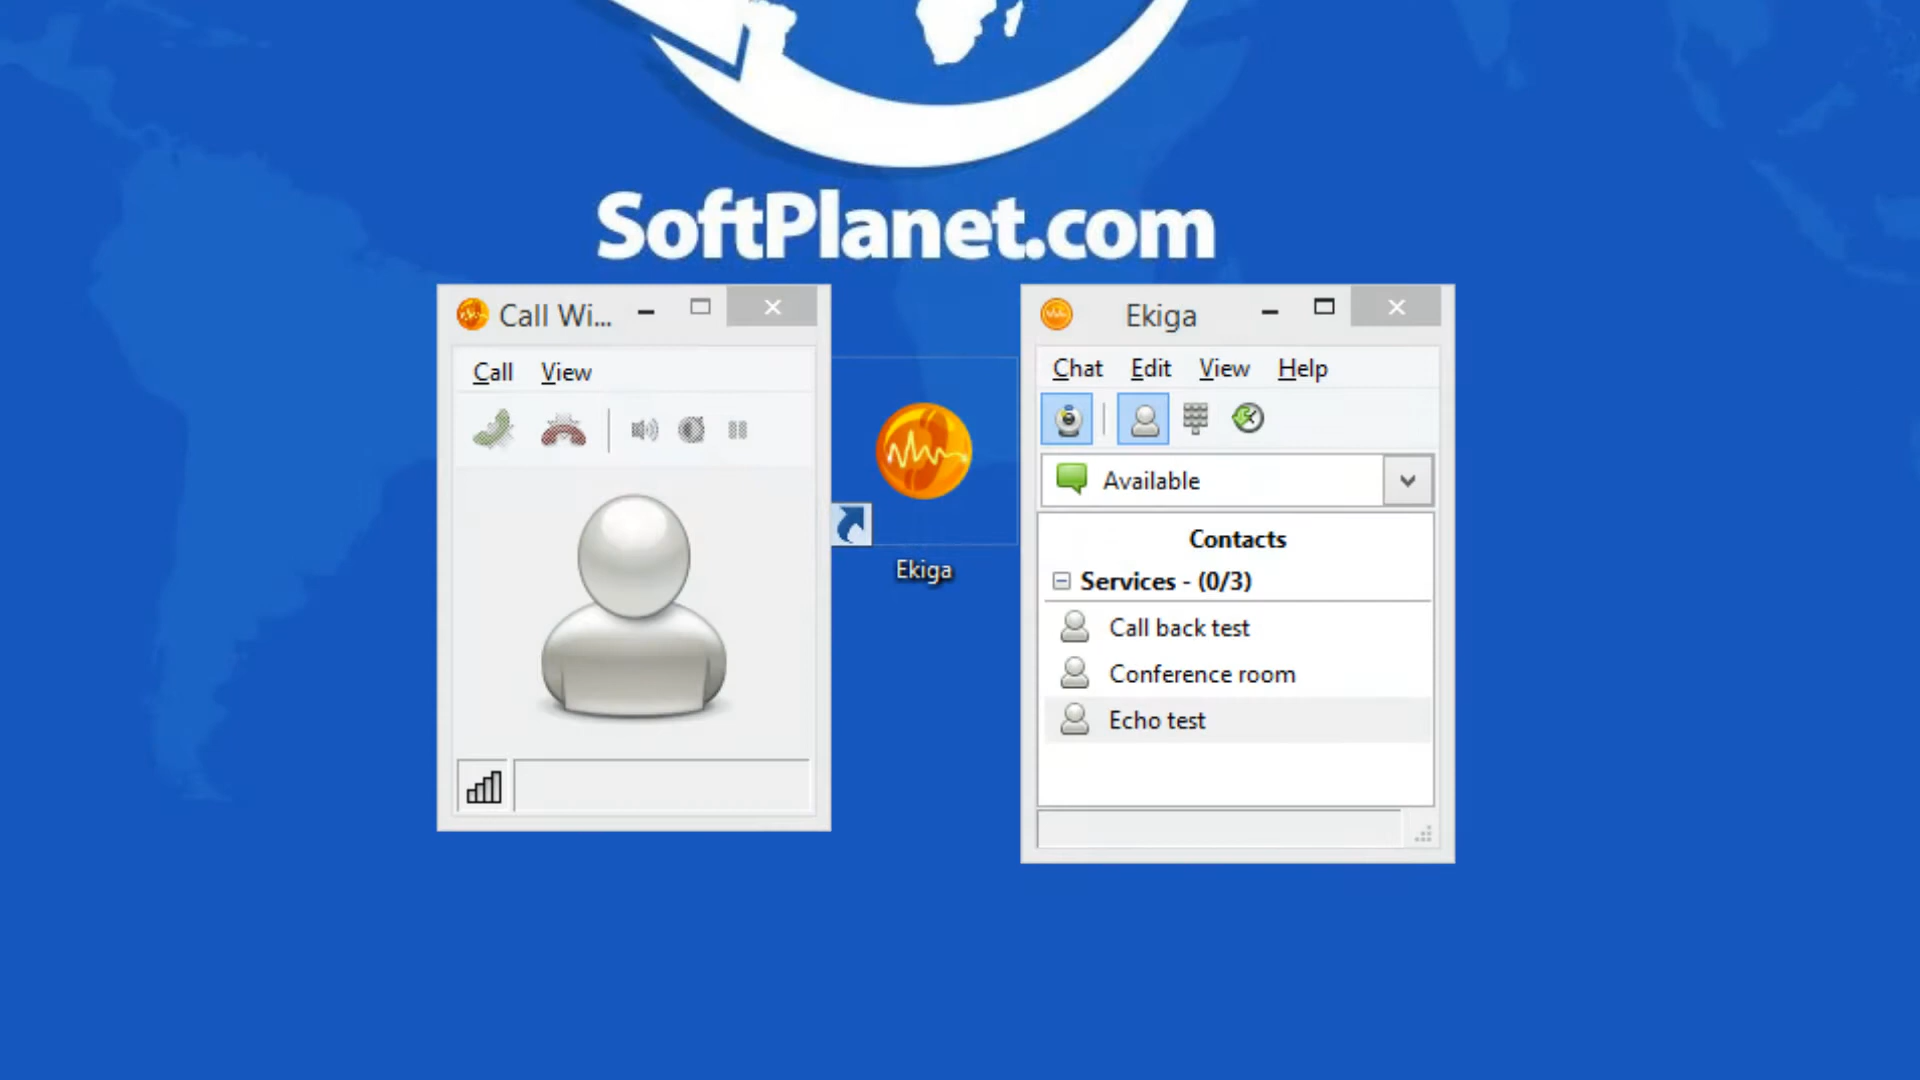 SoftPlanet.com
Call Wi...
Call View
Ekiga
Ekiga
Chat Edit View Help
Available
Contacts
Services - (0/3)
Call back test
Conference room
Echo test